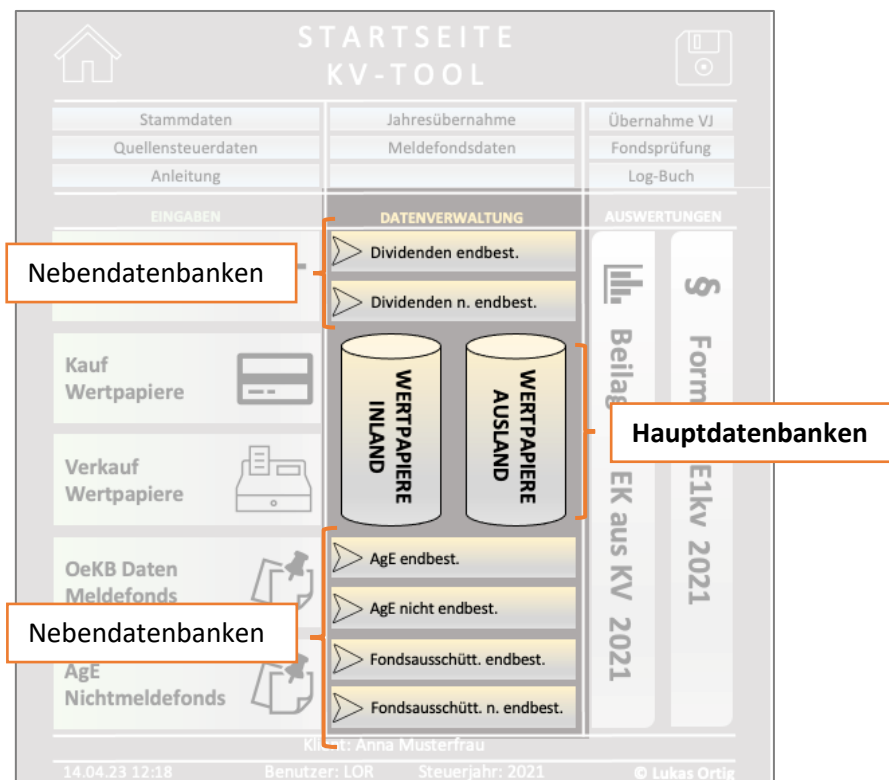 STARTSEITE
KV-TOOL
Stammdaten
Jahresübernahme
Übernahme VJ
Quellensteuerdaten
Meldefondsdaten
Fondsprüfung
Anleitung
Log-Buch
EINGABEN
DATENVERWALTUNG
AUSWERTUNGEN
Nebendatenbanken
Dividenden endbest.
Dividenden n. endbest.
Kauf
Wertpapiere
Verkauf
Wertpapiere
WERTPAPIERE
INLAND
WERTPAPIERE
AUSLAND
Hauptdatenbanken
OeKB Daten
Meldefonds
Nebendatenbanken
AgE
Nichtmeldefonds
AgE endbest.
AgE nicht endbest.
Fondsausschütt. endbest.
Fondsausschütt. n. endbest.
Beilag EK aus KV 2021
§ Form E1kv 2021
Klient: Anna Musterfrau
14.04.23 12:18
Benutzer: LOR
Steuerjahr: 2021
© Lukas Ortig